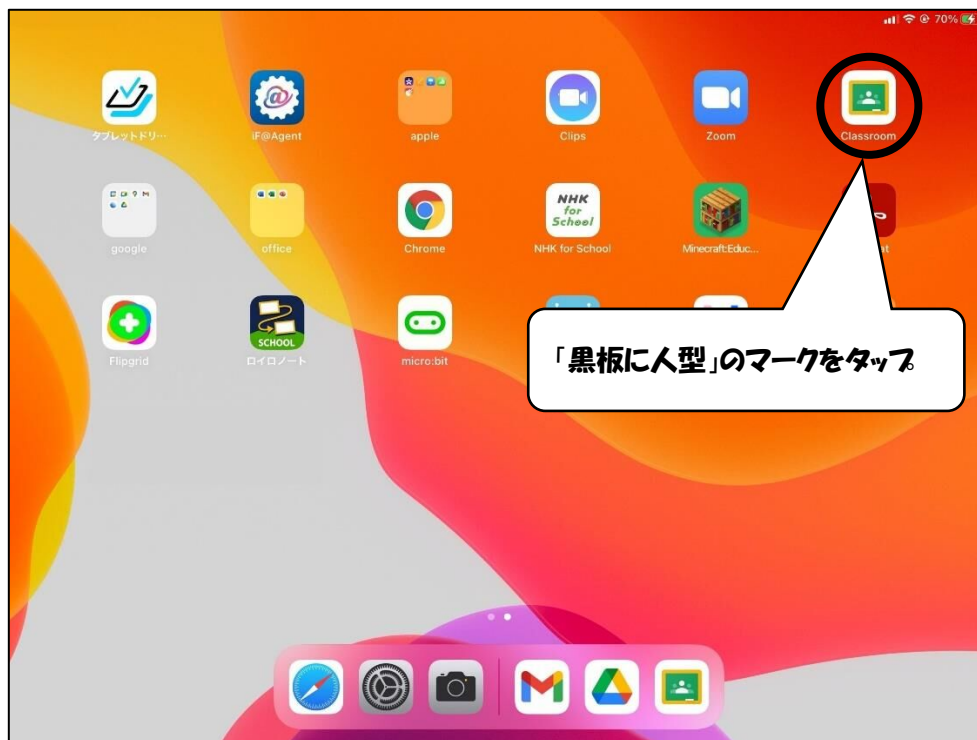 70%
タブレットドリ…
iF@Agent
apple
Clips
Zoom
Classroom
google
office
Chrome
NHK
for
School
NHK for School
Minecraft:Educ...
at
Flipgrid
SCHOOL
ロイロノート
micro:bit
「黒板に人型」のマークをタップ